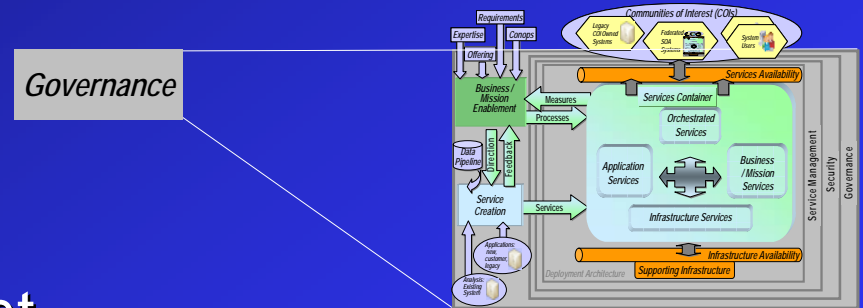 Governance
Requirements
Expertise
Conops
Offering
Communities of Interest (COIs)
Legacy
COI Owned
Systems
Federated
SOA
Systems
System
Users
Services Availability
Business /
Mission
Enablement
Measures
Processes
Services Container
Orchestrated
Services
Data
Pipeline
Direction
Feedback
Application
Services
Business
/ Mission
Services
Service
Creation
Services
Infrastructure Services
Applications:
new,
customer,
legacy
Analysis:
Existing
System
Infrastructure Availability
Deployment Architecture
Supporting Infrastructure
Service Management
Security
Governance